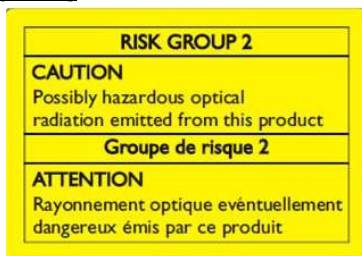 RISK GROUP 2
CAUTION
Possibly hazardous optical
radiation emitted from this product
Groupe de risque 2
ATTENTION
Rayonnement optique evéntuellement
dangereux émis par ce produit